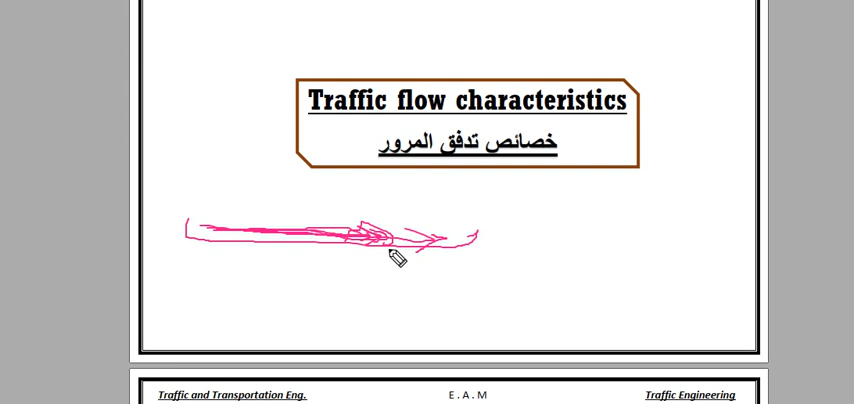 Traffic flow characteristics
خصائص تدفق المرور
Traffic and Transportation Eng.
E . A . M
Traffic Engineering